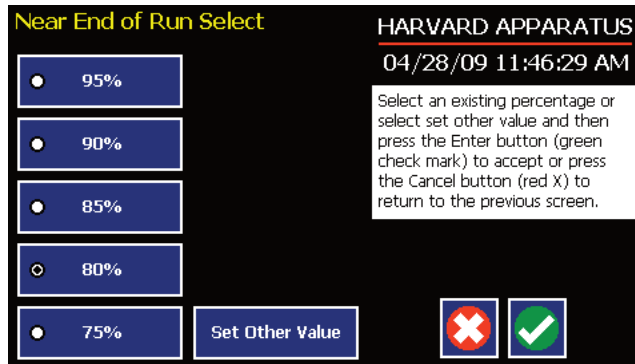 Near End of Run Select
HARVARD APPARATUS
04/28/09 11:46:29 AM
Select an existing percentage or
select set other value and then
press the Enter button (green
check mark) to accept or press
the Cancel button (red X) to
return to the previous screen.
95%
90%
85%
80%
75%
Set Other Value